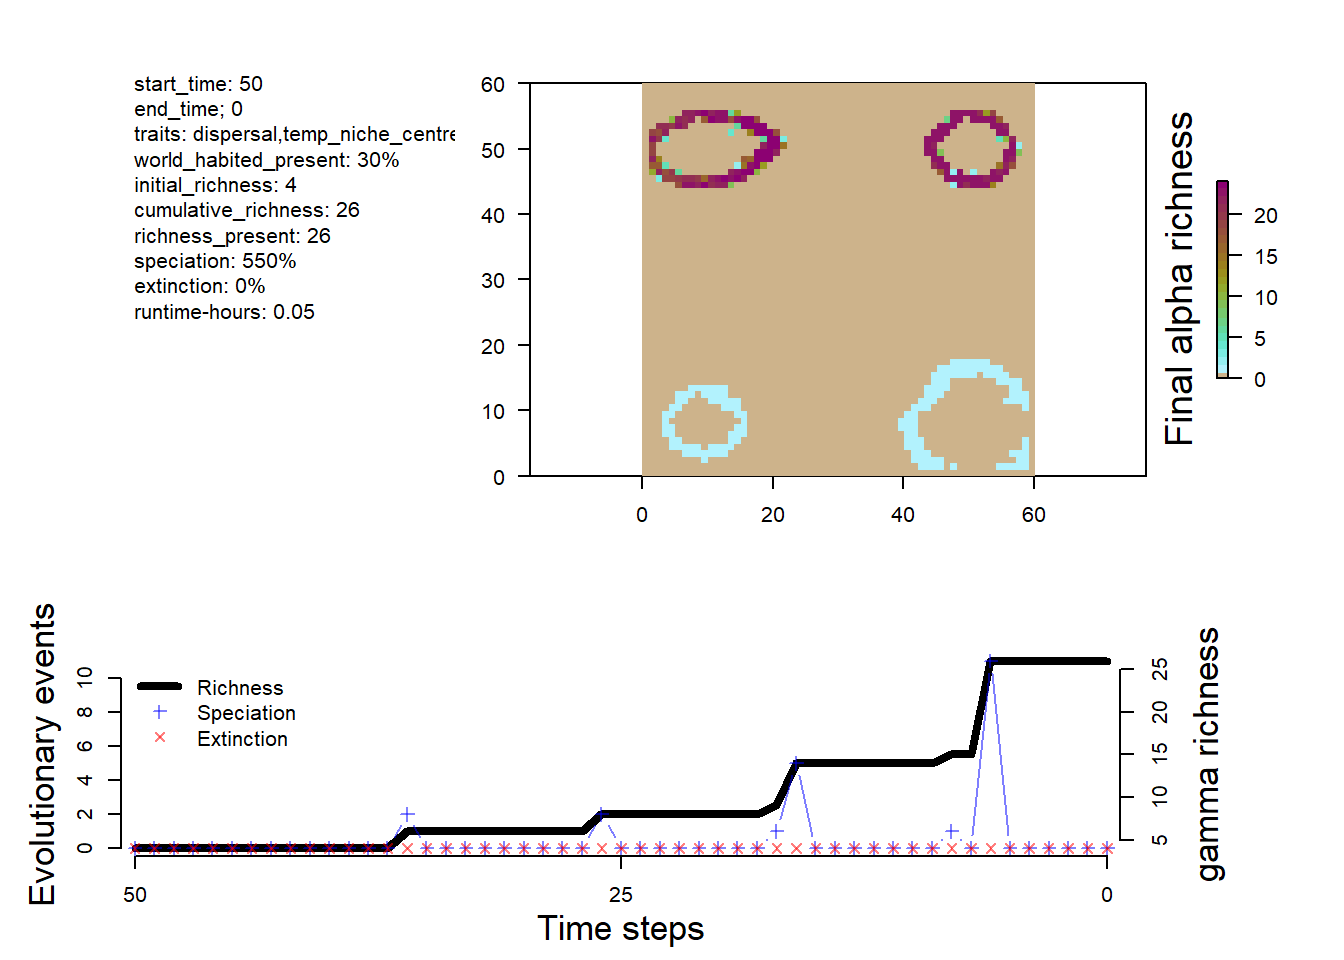 start_time: 50
end_time; 0
traits: dispersal,temp_niche_centre
world_habited_present: 30%
initial_richness: 4
cumulative_richness: 26
richness_present: 26
speciation: 550%
extinction: 0%
runtime-hours: 0.05
60
50
40
30
20
10
0
0 20 40 60
Final alpha richness
20
15
10
5
0
Evolutionary events
10
8
6
4
2
0
Richness
Speciation
Extinction
25
20
15
10
5
gamma richness
50 25 0
Time steps